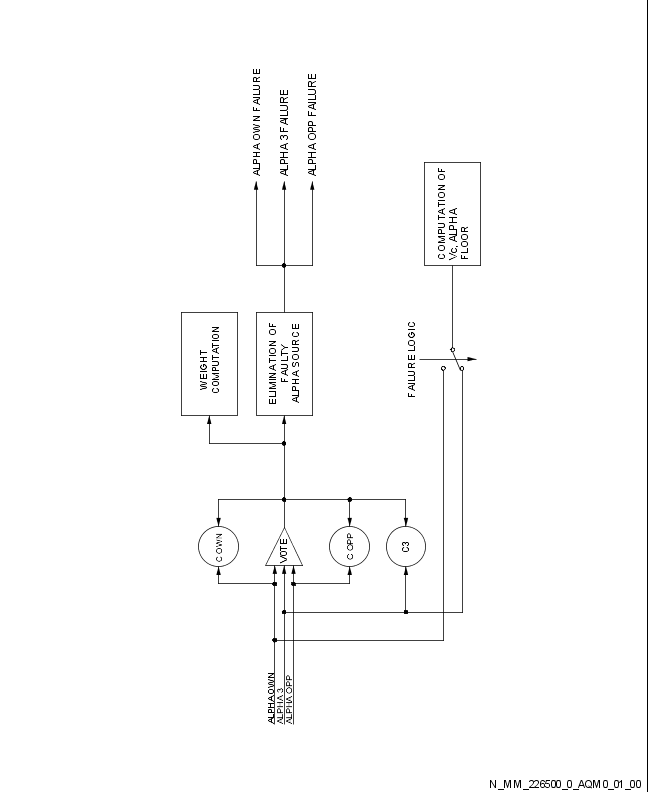 ALPHA OWN FAILURE
ALPHA 3 FAILURE
ALPHA OPP FAILURE
COMPUTATION OF
Vc, ALPHA
FLOOR
WEIGHT
COMPUTATION
ELIMINATION OF
FAULTY
ALPHA SOURCE
FAILURE LOGIC
C OWN
VOTE
C OPP
C3
ALPHA OWN
ALPHA 3
ALPHA OPP
N_MM_226500_0_AQM0_01_00